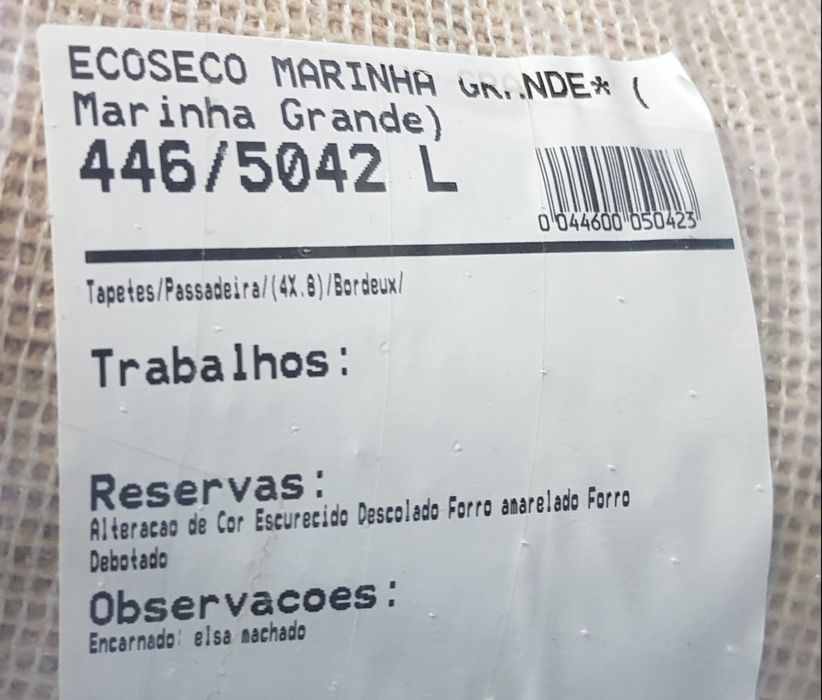 ECOSECO MARINHA GRANDE* (
Marinha Grande)
446/5042 L
0 044600 050423
Tapetes/Passadeira/(4X.8)/Bordeux/
Trabalhos:
Reservas:
Alteracao de Cor Escurecido Descolado Forro amarelado Forro
Debotado
Observacoes:
Encarnado: elsa machado